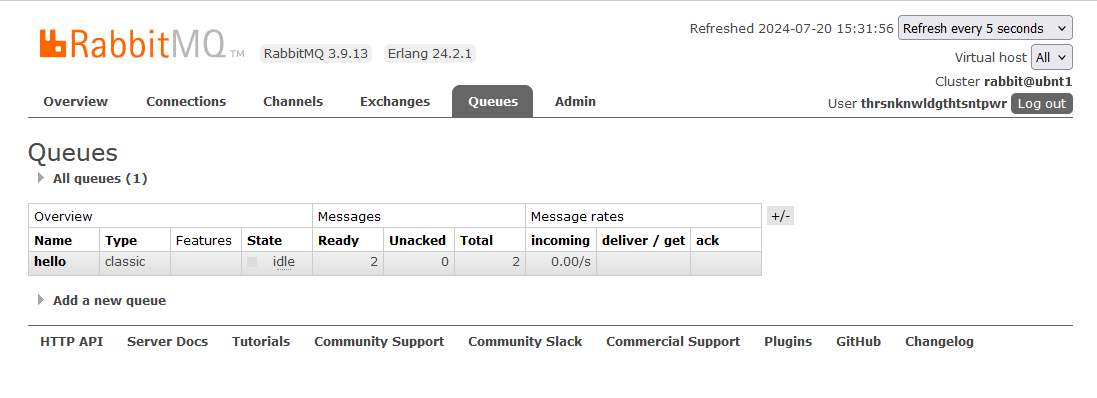 Refreshed 2024-07-20 15:31:56 Refresh every 5 seconds
RabbitMQ TM RabbitMQ 3.9.13 Erlang 24.2.1
Virtual host All
Cluster rabbit@ubnt1
User thrsnknwldgthtsntpwr Log out
Overview Connections Channels Exchanges Queues Admin
Queues
All queues (1)
Overview Messages Message rates +/-
Name Type Features State Ready Unacked Total incoming deliver / get ack
hello classic idle 2 0 2 0.00/s
Add a new queue
HTTP API Server Docs Tutorials Community Support Community Slack Commercial Support Plugins GitHub Changelog